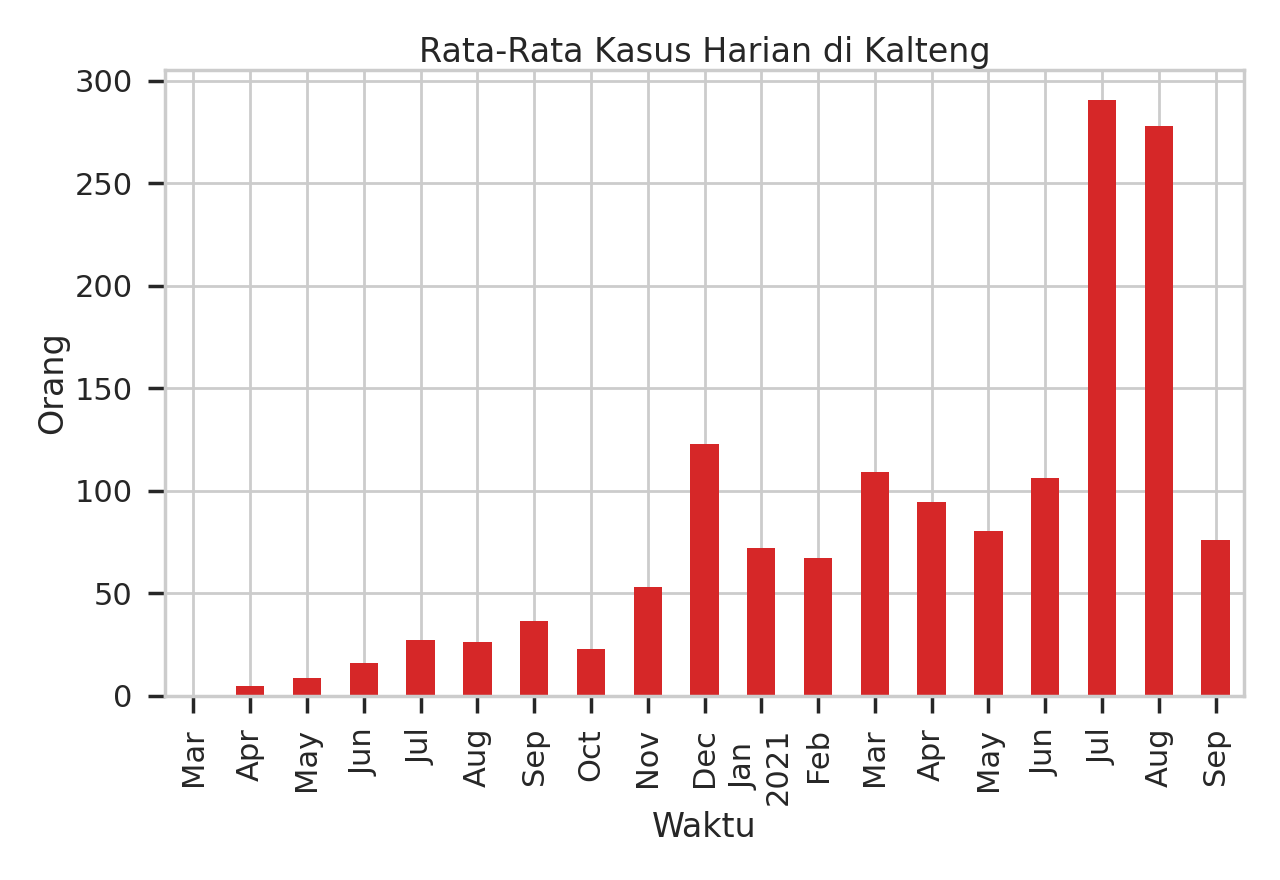 Rata-Rata Kasus Harian di Kalteng
300
250
200
150
100
50
0
Orang
Mar
Apr
May
Jun
Jul
Aug
Sep
Oct
Nov
Dec
Jan
2021
Feb
Mar
Apr
May
Jun
Jul
Aug
Sep
Waktu